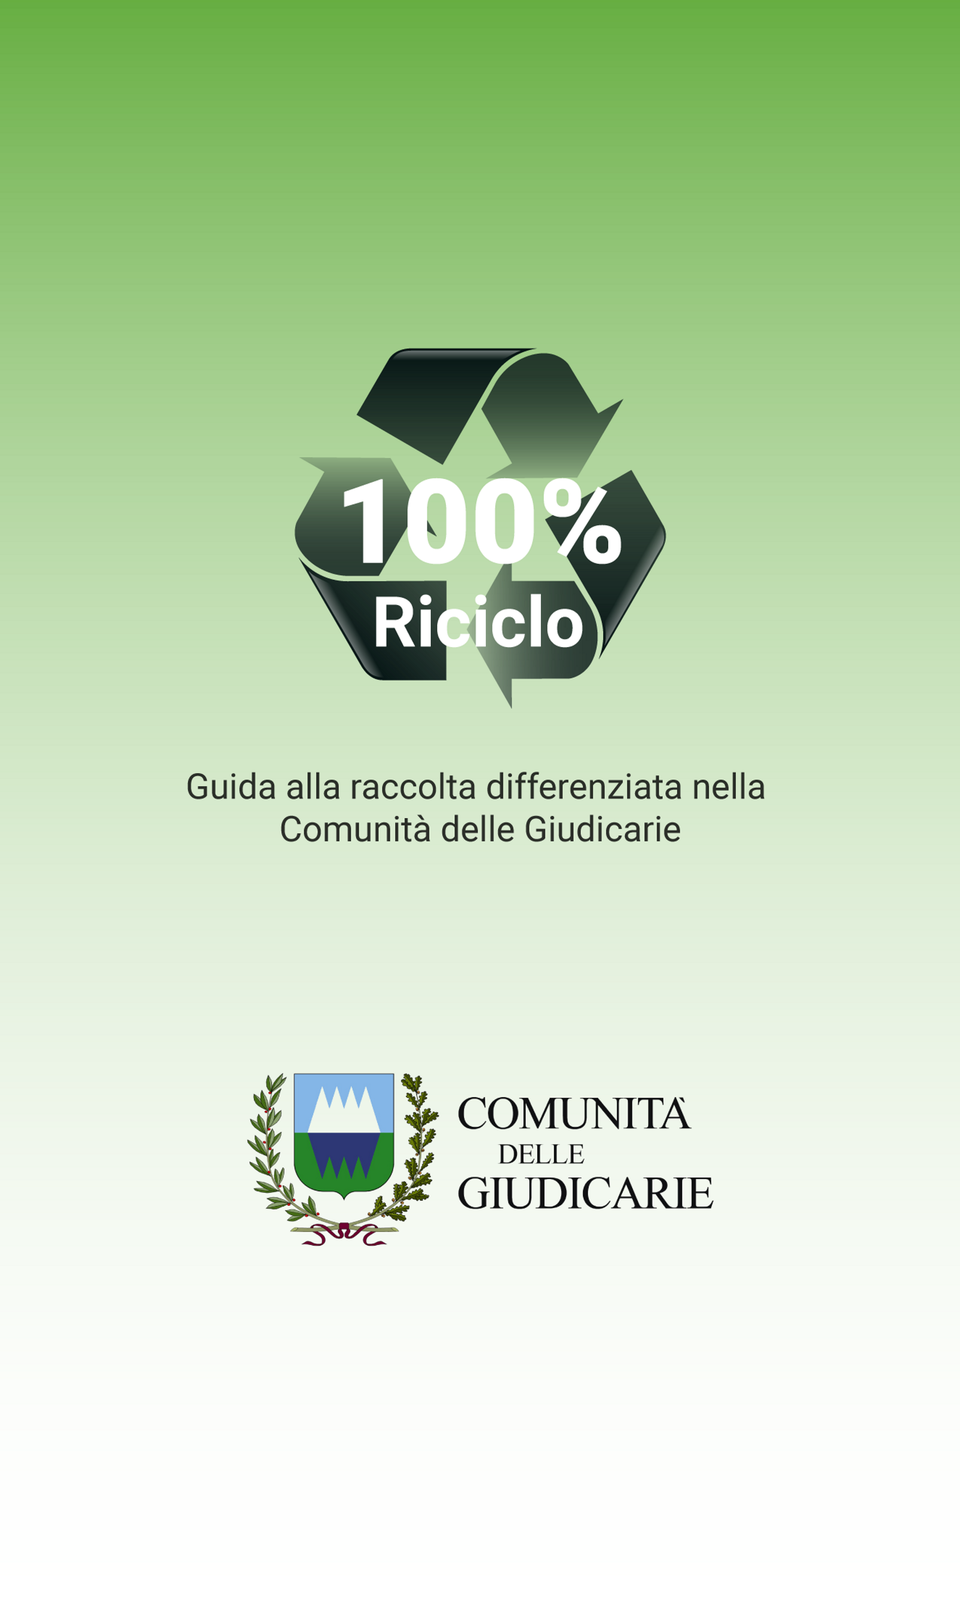 100%
Riciclo
Guida alla raccolta differenziata nella
Comunità delle Giudicarie
COMUNITÀ
DELLE
GIUDICARIE